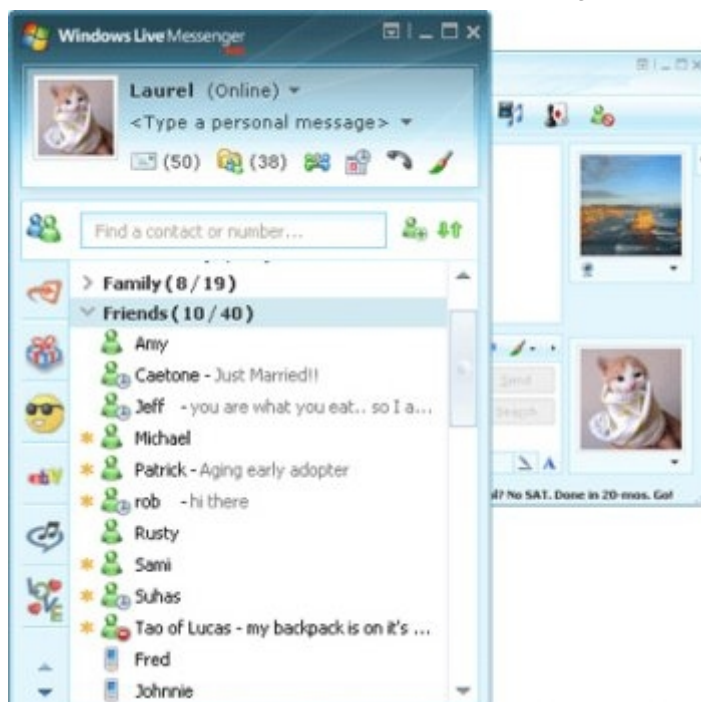 Windows Live Messenger
Laurel (Online)
<Type a personal message>
(50) (38)
Find a contact or number...
Family ( 8 / 19 )
Friends ( 10 / 40 )
Amy
Caetone - Just Married!!
Jeff - you are what you eat.. so I a...
Michael
Patrick - Aging early adopter
rob - hi there
Rusty
Sami
Suhas
Tao of Lucas - my backpack is on it's ...
Fred
Johnnie
ebY
LOVE
Send
Search
A
? No SAT. Done in 20-mos. Go!